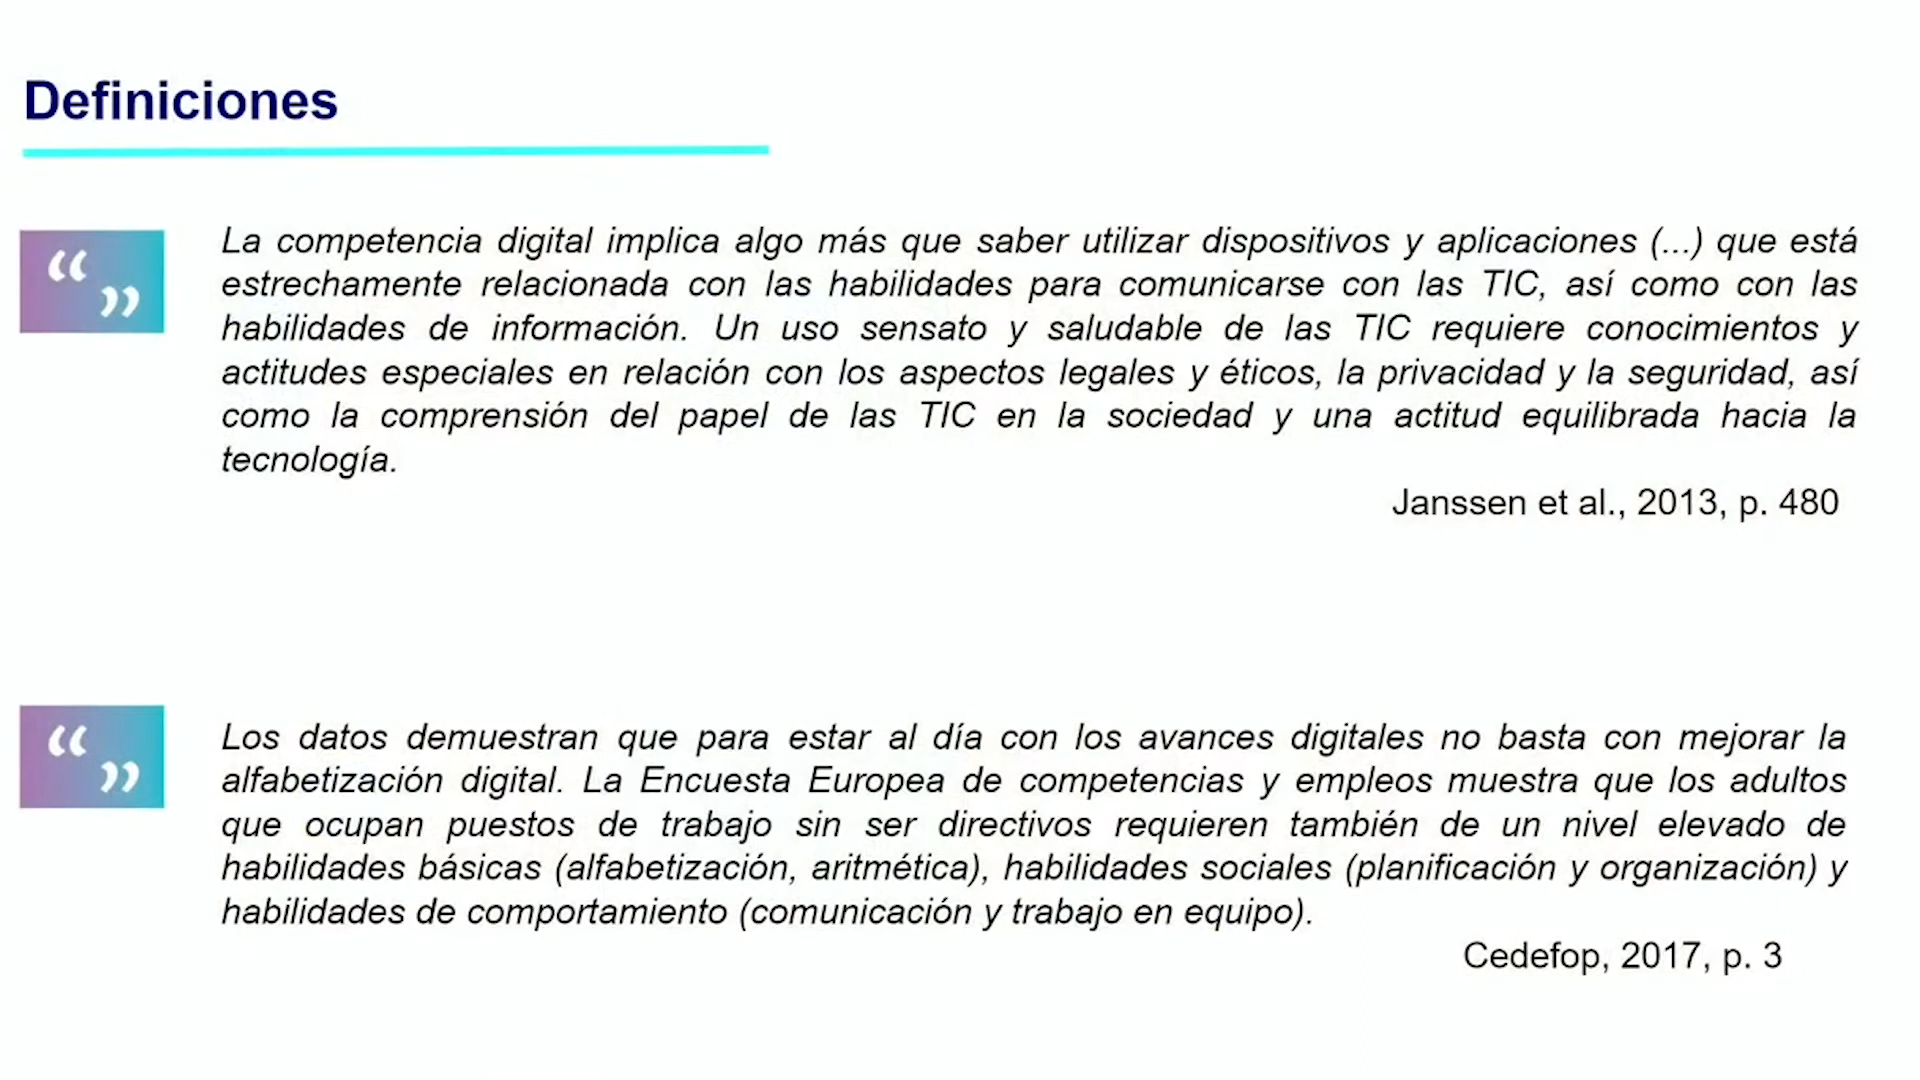 Definiciones
“ ”
La competencia digital implica algo más que saber utilizar dispositivos y aplicaciones (...) que está
estrechamente relacionada con las habilidades para comunicarse con las TIC, así como con las
habilidades de información. Un uso sensato y saludable de las TIC requiere conocimientos y
actitudes especiales en relación con los aspectos legales y éticos, la privacidad y la seguridad, así
como la comprensión del papel de las TIC en la sociedad y una actitud equilibrada hacia la
tecnología.
Janssen et al., 2013, p. 480
“ ”
Los datos demuestran que para estar al día con los avances digitales no basta con mejorar la
alfabetización digital. La Encuesta Europea de competencias y empleos muestra que los adultos
que ocupan puestos de trabajo sin ser directivos requieren también de un nivel elevado de
habilidades básicas (alfabetización, aritmética), habilidades sociales (planificación y organización) y
habilidades de comportamiento (comunicación y trabajo en equipo).
Cedefop, 2017, p. 3